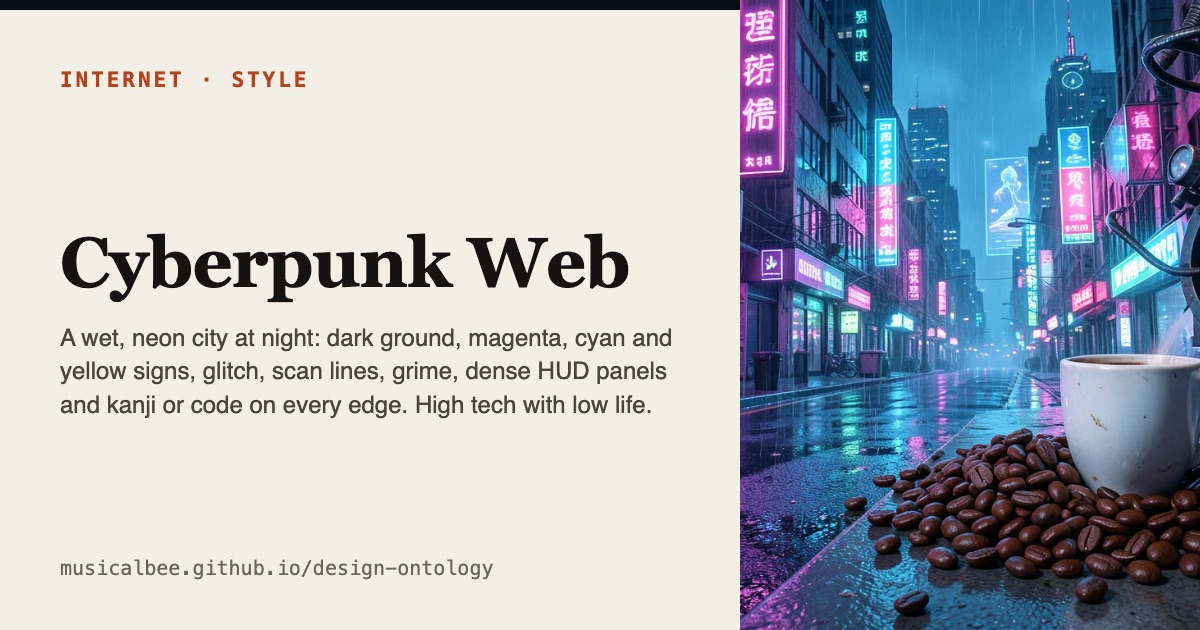 INTERNET · STYLE
Cyberpunk Web
A wet, neon city at night: dark ground, magenta, cyan and
yellow signs, glitch, scan lines, grime, dense HUD panels
and kanji or code on every edge. High tech with low life.
musicalbee.github.io/design-ontology